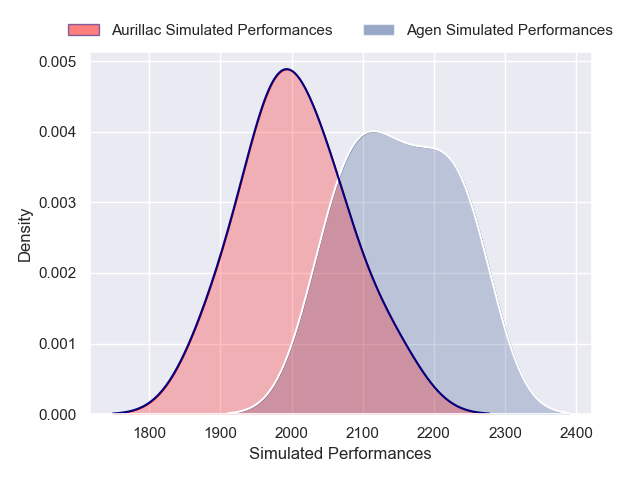 Aurillac Simulated Performances
Agen Simulated Performances
0.005
0.004
0.003
0.002
0.001
0.000
Density
1800 1900 2000 2100 2200 2300 2400
Simulated Performances